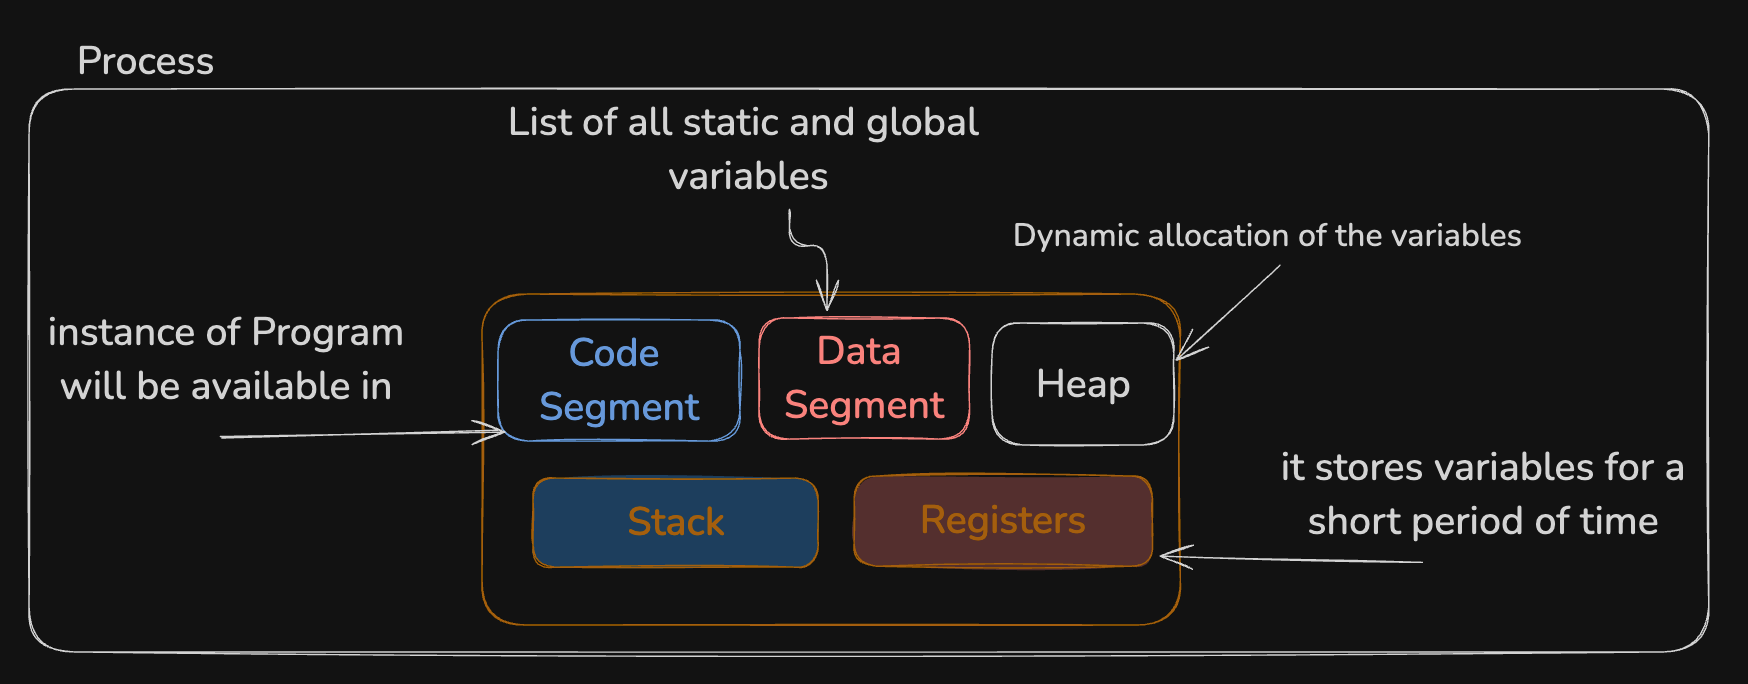 Process
List of all static and global
variables
Dynamic allocation of the variables
instance of Program
will be available in
Code
Segment
Data
Segment
Heap
it stores variables for a
short period of time
Stack
Registers